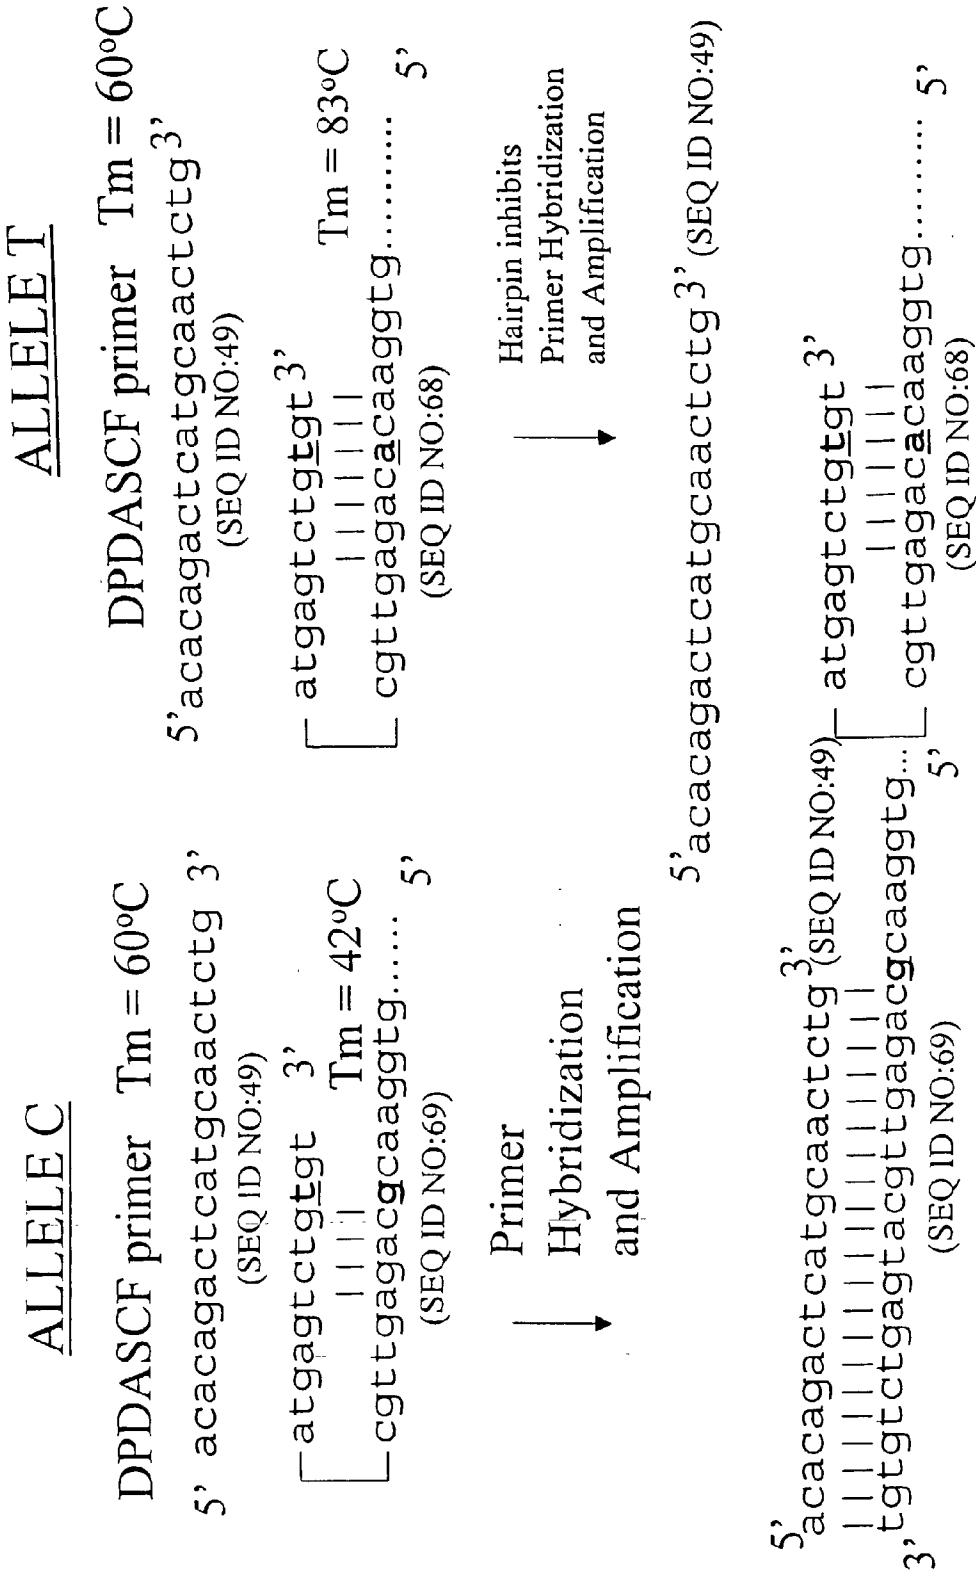 ALLELE C
DPDASCF primer Tm = 60°C
5' acacagactcatgcaactctg 3'
(SEQ ID NO:49)
atgagtctgtgt 3'
Tm = 42°C
cgttgagacgcaaggtg...... 5'
(SEQ ID NO:69)
Primer
Hybridization
and Amplification
5' acacagactcatgcaactctg 3' (SEQ ID NO:49)
3' tgtgtctgagtacgttgagacgcaaggtg... 5'
(SEQ ID NO:69)
ALLELE T
DPDASCF primer Tm = 60°C
5' acacagactcatgcaactctg 3'
(SEQ ID NO:49)
atgagtctgtgt 3'
Tm = 83°C
cgttgagacacaaggtg.......... 5'
(SEQ ID NO:68)
Hairpin inhibits
Primer Hybridization
and Amplification
5' acacagactcatgcaactctg 3' (SEQ ID NO:49)
atgagtctgtgt 3'
cgttgagacacaaggtg.......... 5'
(SEQ ID NO:68)